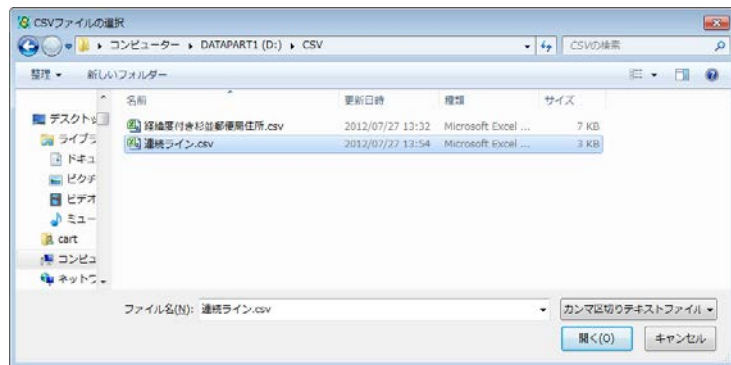 CSVファイルの選択
コンピューター ▸ DATAPART1 (D:) ▸ CSV
CSVの検索
整理 新しいフォルダー
名前 更新日時 種類 サイズ
経緯度付き杉並郵便局住所.csv 2012/07/27 13:32 Microsoft Excel ... 7 KB
連続ライン.csv 2012/07/27 13:54 Microsoft Excel ... 3 KB
デスクトッ
ライブラ
ドキュ
ピクチ
ビデオ
ミュー
cart
コンピュ
ネットワ
ファイル名(N): 連続ライン.csv
カンマ区切りテキストファイル
開く(O) キャンセル